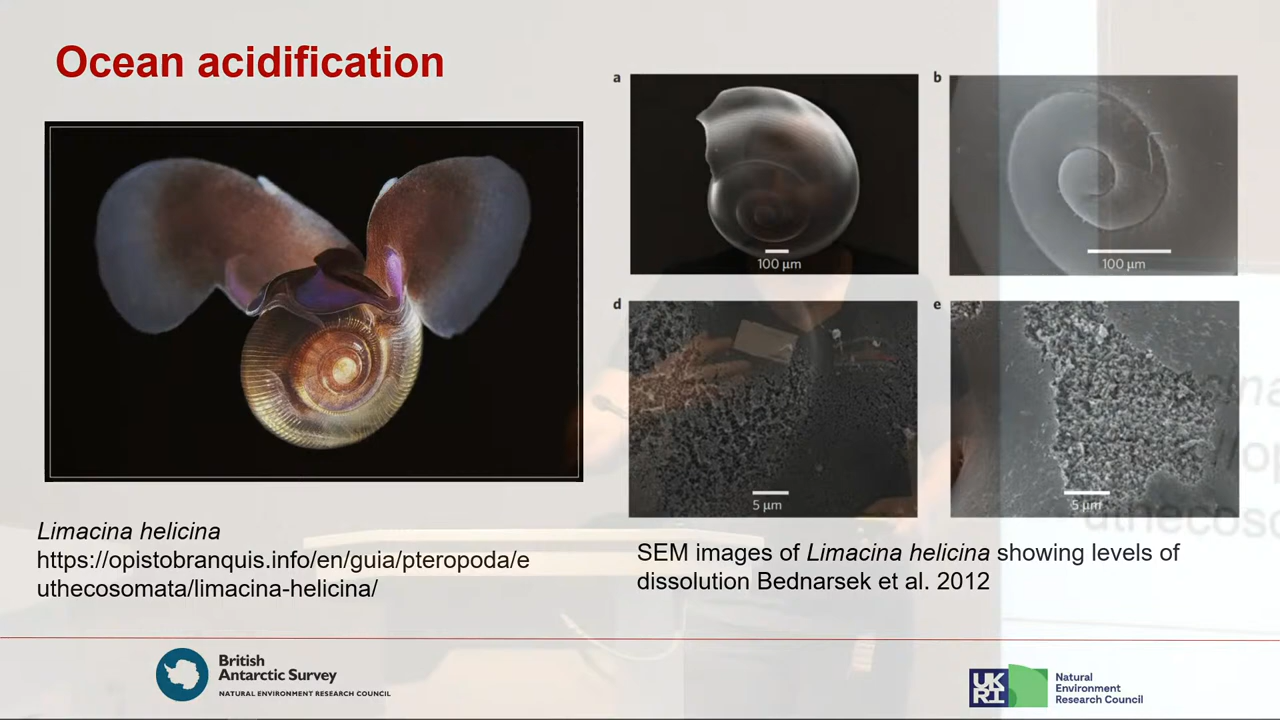 Ocean acidification
a
b
100 µm
100 µm
d
e
5 µm
5 µm
Limacina helicina
https://opistobranquis.info/en/guia/pteropoda/e
uthecosomata/limacina-helicina/
SEM images of Limacina helicina showing levels of
dissolution Bednarsek et al. 2012
British
Antarctic Survey
NATURAL ENVIRONMENT RESEARCH COUNCIL
UK
RI
Natural
Environment
Research Council